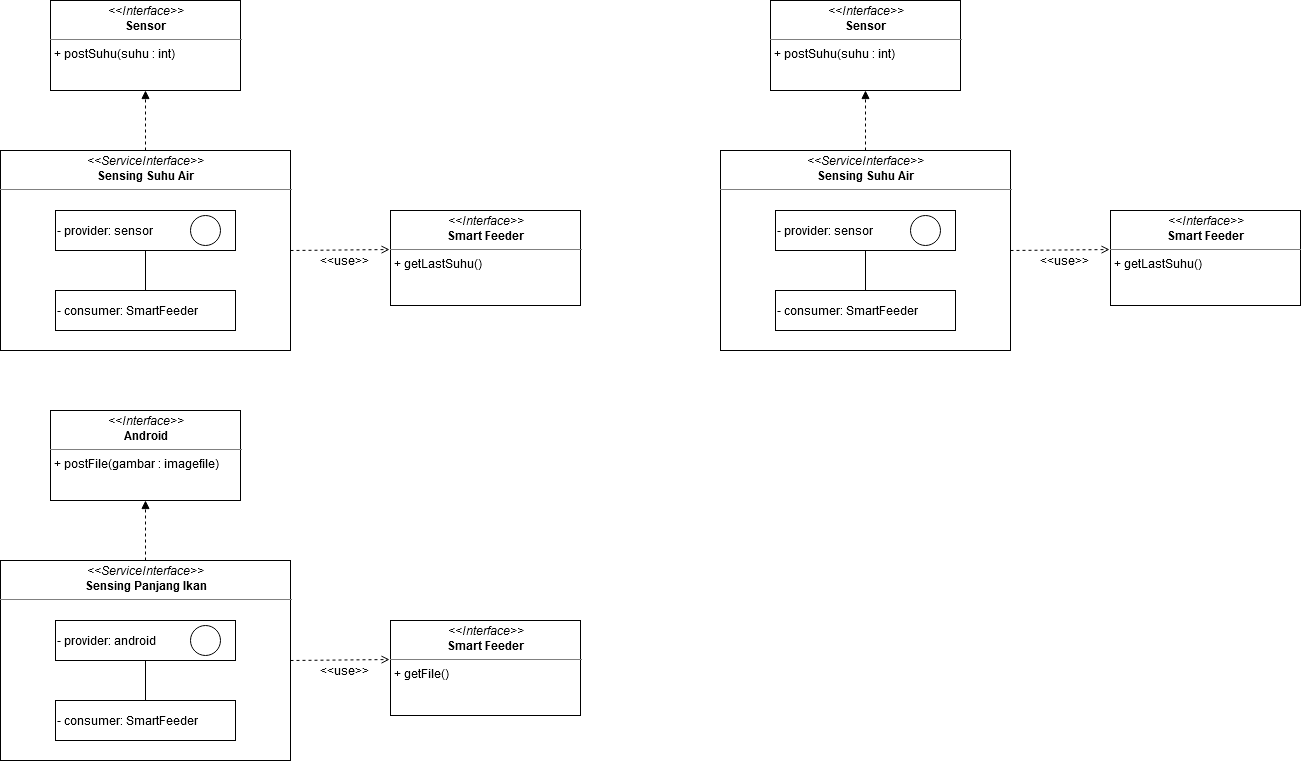 <<Interface>>
Sensor
+ postSuhu(suhu : int)
<<ServiceInterface>>
Sensing Suhu Air
- provider: sensor
- consumer: SmartFeeder
<<use>>
<<Interface>>
Smart Feeder
+ getLastSuhu()
<<Interface>>
Sensor
+ postSuhu(suhu : int)
<<ServiceInterface>>
Sensing Suhu Air
- provider: sensor
- consumer: SmartFeeder
<<use>>
<<Interface>>
Smart Feeder
+ getLastSuhu()
<<Interface>>
Android
+ postFile(gambar : imagefile)
<<ServiceInterface>>
Sensing Panjang Ikan
- provider: android
- consumer: SmartFeeder
<<use>>
<<Interface>>
Smart Feeder
+ getFile()